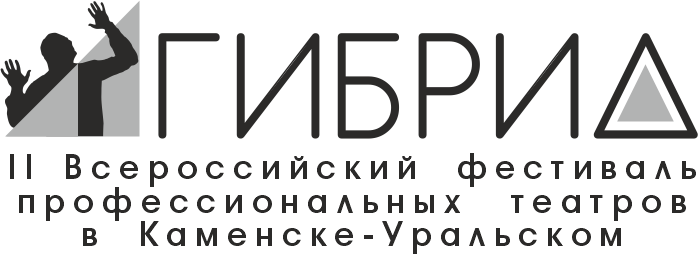 ГИБРИД
II Всероссийский фестиваль
профессиональных театров
в Каменске-Уральском